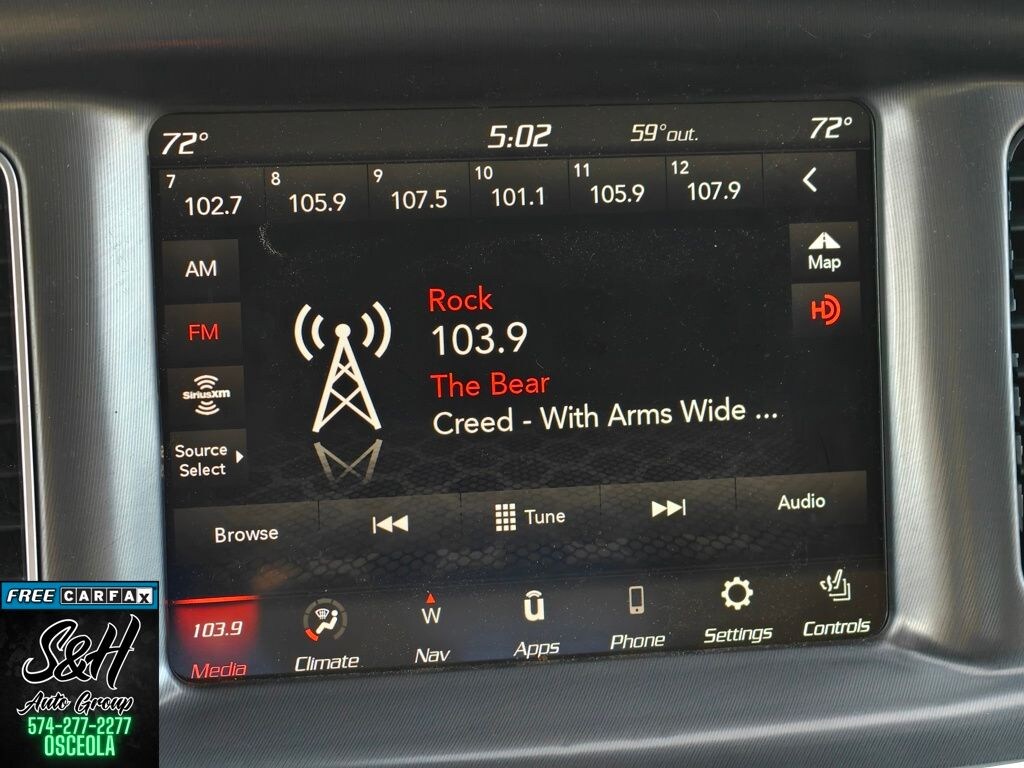 72° 5:02 59°out. 72°
7 8 9 10 11 12
102.7 105.9 107.5 101.1 105.9 107.9
AM
Map
FM
HD
Rock
103.9
The Bear
Creed - With Arms Wide ...
SiriusXM
Source
Select
Browse Tune Audio
103.9 W
Media Climate Nav Apps Phone Settings Controls
FREE CARFAX
S&H
Auto Group
574-277-2277
OSCEOLA